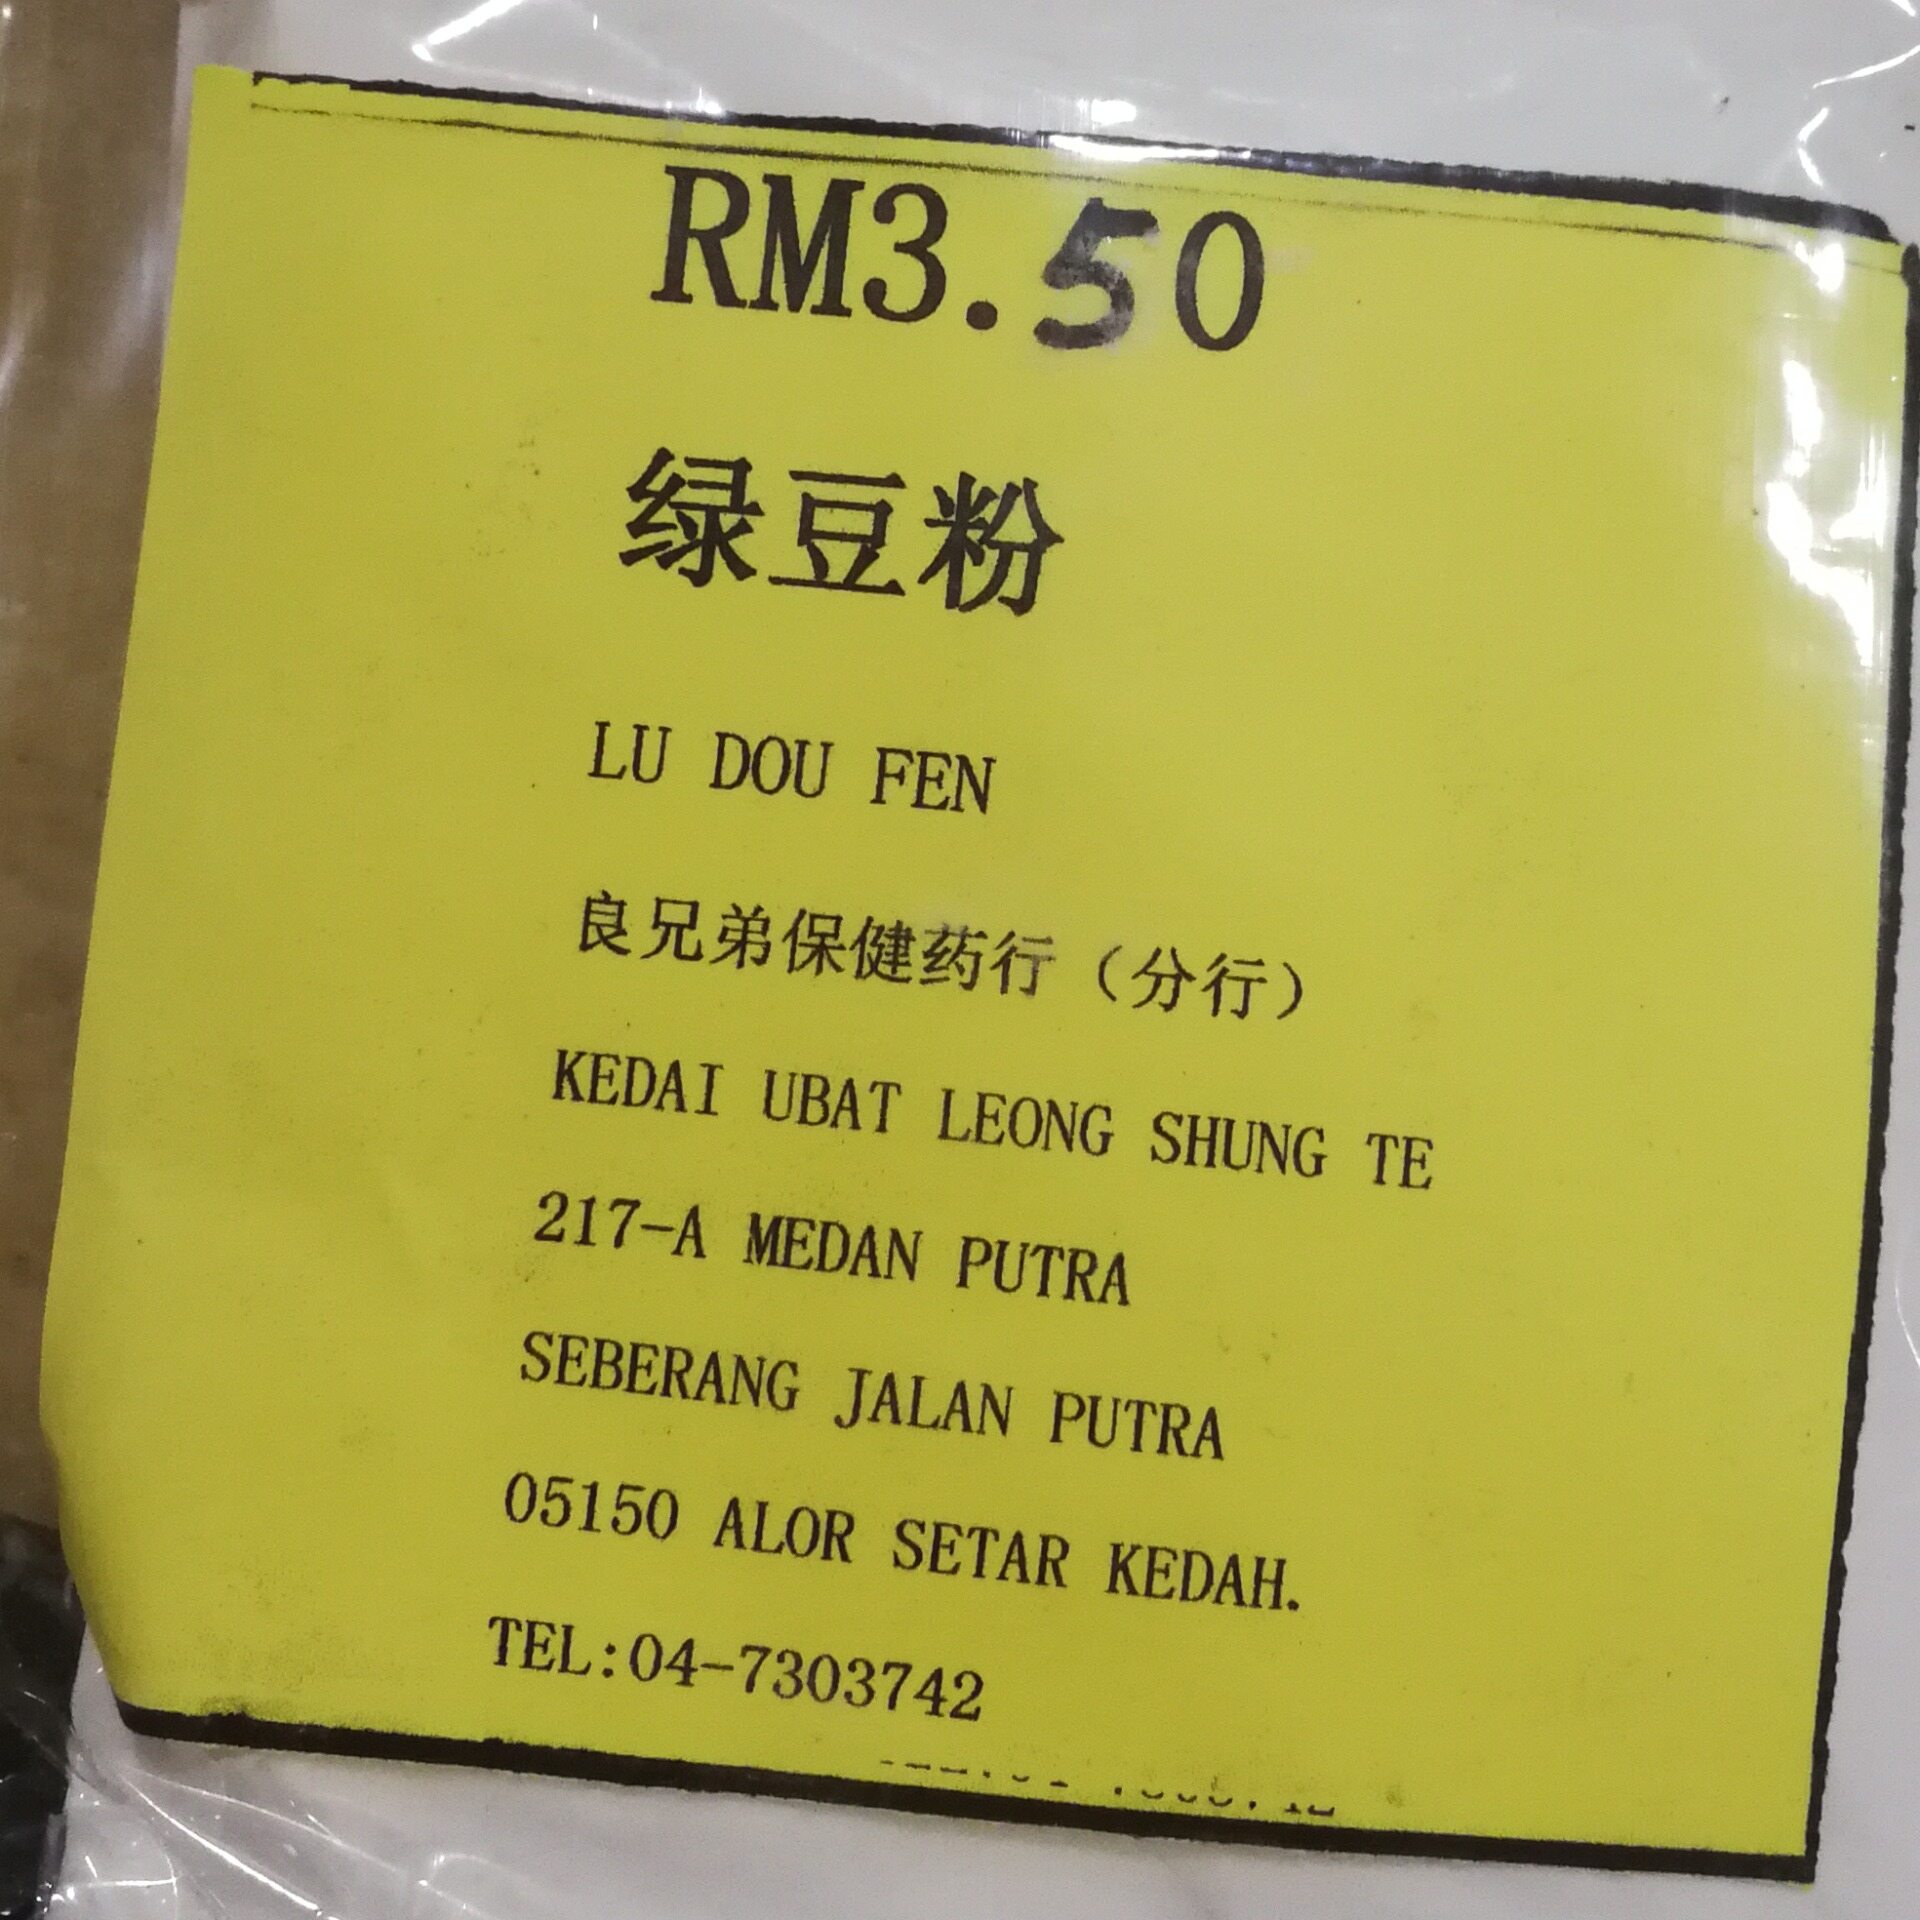 RM3.50
绿豆粉
LU DOU FEN
良兄弟保健药行（分行）
KEDAI UBAT LEONG SHUNG TE
217-A MEDAN PUTRA
SEBERANG JALAN PUTRA
05150 ALOR SETAR KEDAH.
TEL:04-7303742